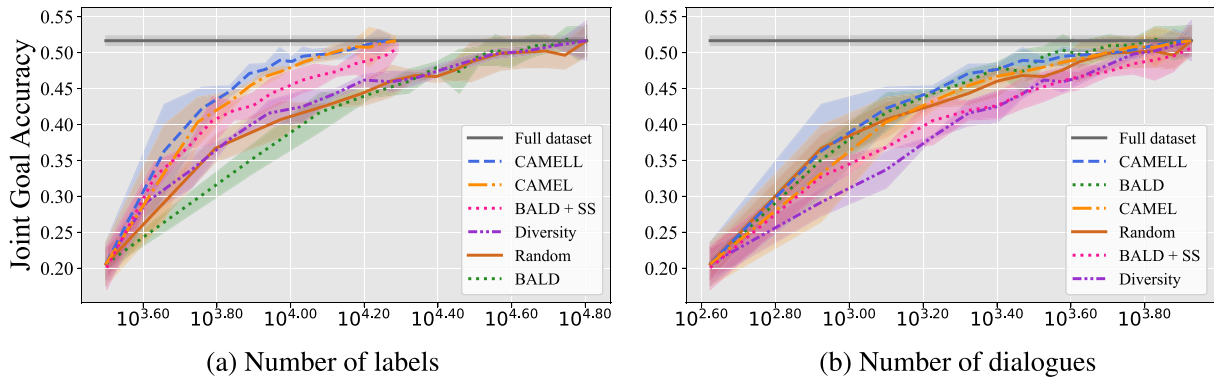 Joint Goal Accuracy
0.55
0.50
0.45
0.40
0.35
0.30
0.25
0.20
Full dataset
CAMELL
CAMEL
BALD + SS
Diversity
Random
BALD
10^3.60 10^3.80 10^4.00 10^4.20 10^4.40 10^4.60 10^4.80
(a) Number of labels
0.55
0.50
0.45
0.40
0.35
0.30
0.25
0.20
Full dataset
CAMELL
BALD
CAMEL
Random
BALD + SS
Diversity
10^2.60 10^2.80 10^3.00 10^3.20 10^3.40 10^3.60 10^3.80
(b) Number of dialogues